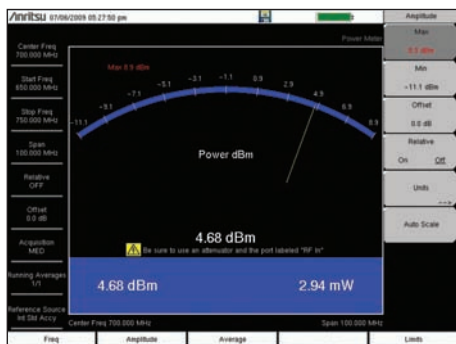 Anritsu 07/06/2009 05:27:50 pm
Power Meter
Center Freq
700.000 MHz
Start Freq
650.000 MHz
Stop Freq
750.000 MHz
Span
100.000 MHz
Relative
OFF
Offset
0.0 dB
Acquisition
MED
Running Averages
1/1
Reference Source
Int Std Accy
Max 8.9 dBm
-11.1
-9.1
-7.1
-5.1
-3.1
-1.1
0.9
2.9
4.9
6.9
8.9
Power dBm
4.68 dBm
Be sure to use an attenuator and the port labeled "RF In"
4.68 dBm
2.94 mW
Center Freq 700.000 MHz
Span 100.000 MHz
Amplitude
Max
8.9 dBm
Min
-11.1 dBm
Offset
0.0 dB
Relative
On Off
Units
-->
Auto Scale
Freq
Amplitude
Average
Limits